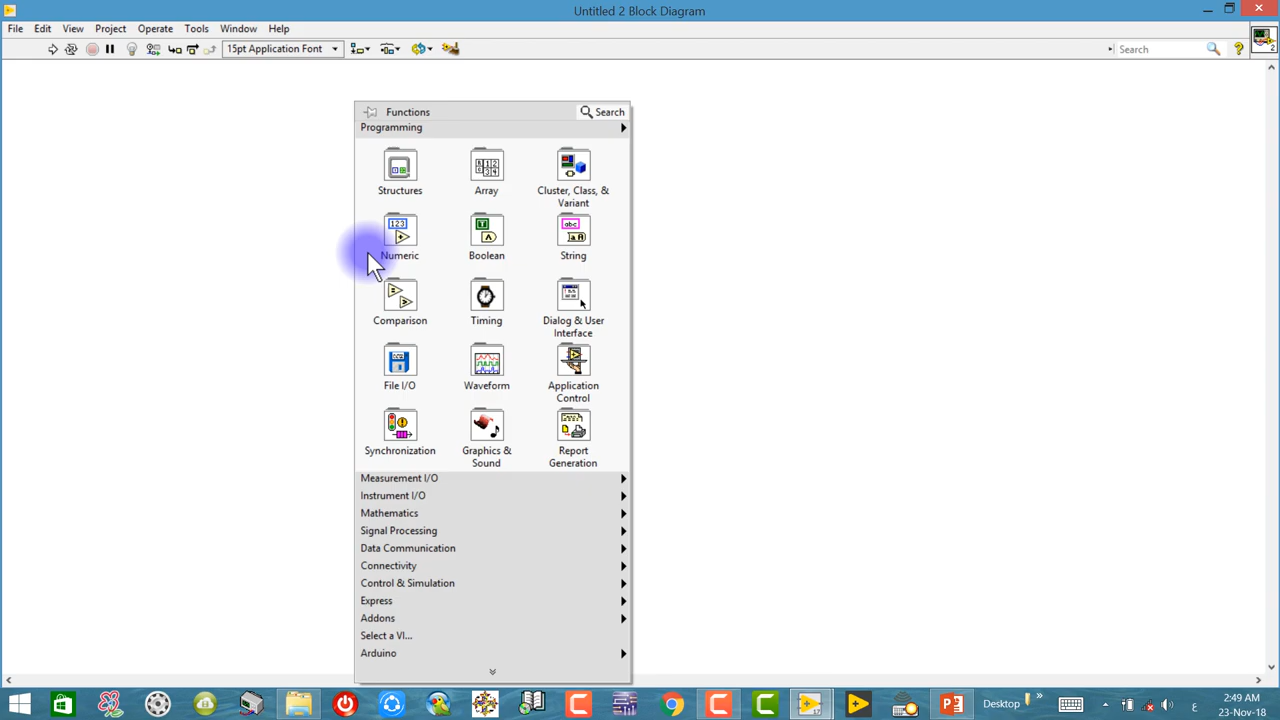 Untitled 2 Block Diagram
File Edit View Project Operate Tools Window Help
15pt Application Font
Search
2
Functions
Search
Programming
Structures
Array
Cluster, Class, &
Variant
Numeric
Boolean
String
Comparison
Timing
Dialog & User
Interface
File I/O
Waveform
Application
Control
Synchronization
Graphics &
Sound
Report
Generation
Measurement I/O
Instrument I/O
Mathematics
Signal Processing
Data Communication
Connectivity
Control & Simulation
Express
Addons
Select a VI...
Arduino
Desktop
ع
2:49 AM
23-Nov-18